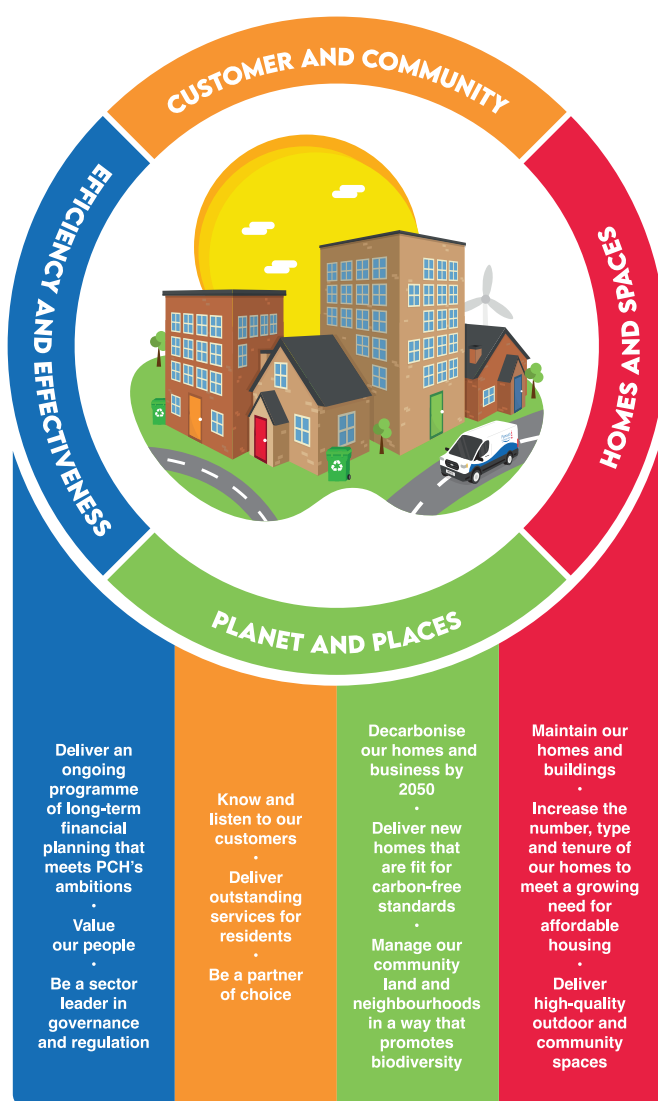 CUSTOMER AND COMMUNITY
EFFICIENCY AND EFFECTIVENESS
HOMES AND SPACES
PLANET AND PLACES
Deliver an
ongoing
programme
of long-term
financial
planning that
meets PCH's
ambitions
•
Value
our people
•
Be a sector
leader in
governance
and regulation
Know and
listen to our
customers
•
Deliver
outstanding
services for
residents
•
Be a partner
of choice
Decarbonise
our homes and
business by
2050
•
Deliver new
homes that
are fit for
carbon-free
standards
•
Manage our
community
land and
neighbourhoods
in a way that
promotes
biodiversity
Maintain our
homes and
buildings
•
Increase the
number, type
and tenure of
our homes to
meet a growing
need for
affordable
housing
•
Deliver
high-quality
outdoor and
community
spaces